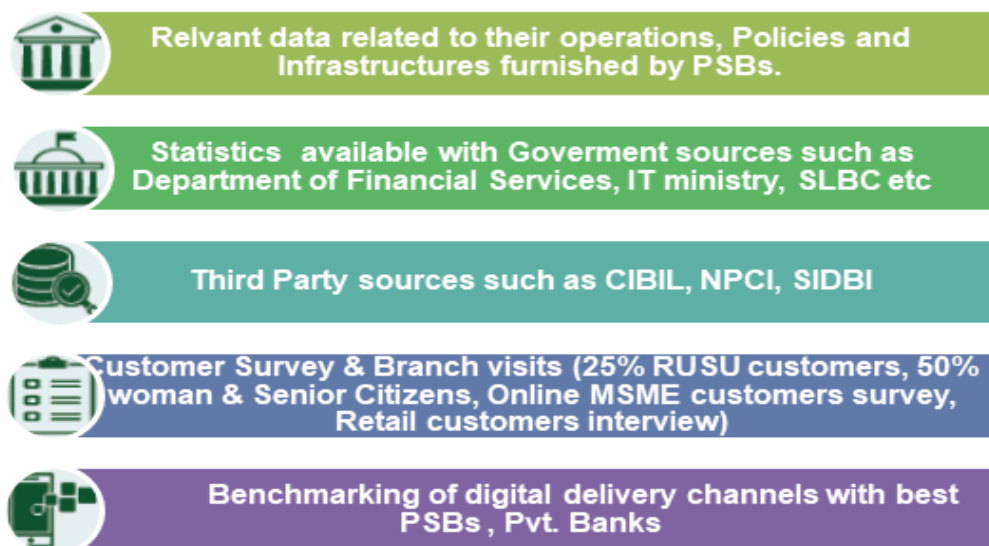 Relvant data related to their operations, Policies and
Infrastructures furnished by PSBs.
Statistics available with Goverment sources such as
Department of Financial Services, IT ministry, SLBC etc
Third Party sources such as CIBIL, NPCI, SIDBI
Customer Survey & Branch visits (25% RUSU customers, 50%
woman & Senior Citizens, Online MSME customers survey,
Retail customers interview)
Benchmarking of digital delivery channels with best
PSBs , Pvt. Banks